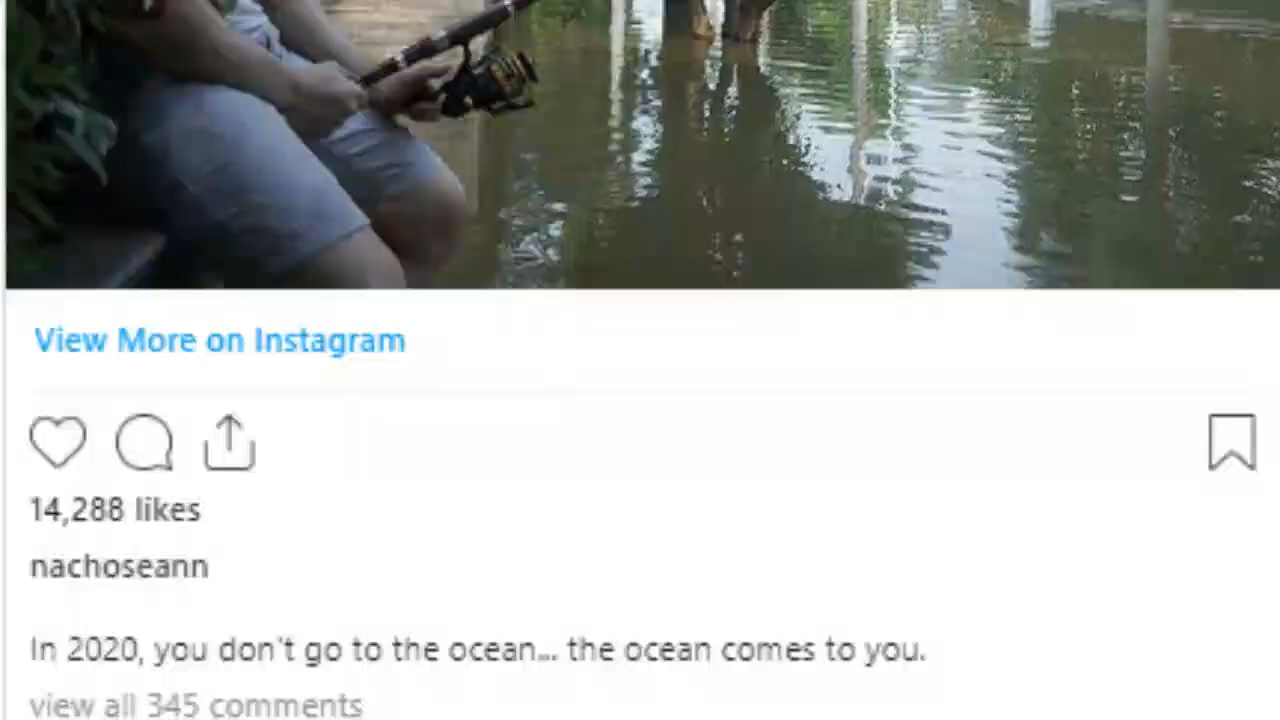 View More on Instagram
14,288 likes
nachoseann
In 2020, you don't go to the ocean... the ocean comes to you.
view all 345 comments